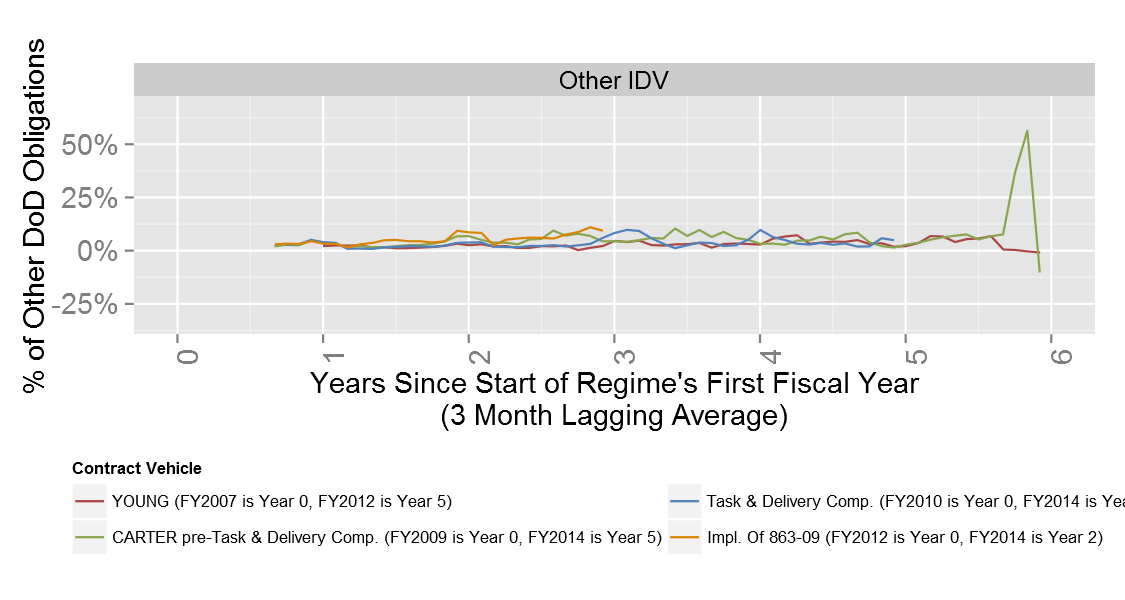 Other IDV
% of Other DoD Obligations
50%
25%
0%
-25%
0
1
2
3
4
5
6
Years Since Start of Regime's First Fiscal Year
(3 Month Lagging Average)
Contract Vehicle
YOUNG (FY2007 is Year 0, FY2012 is Year 5)
Task & Delivery Comp. (FY2010 is Year 0, FY2014 is Yea
CARTER pre-Task & Delivery Comp. (FY2009 is Year 0, FY2014 is Year 5)
Impl. Of 863-09 (FY2012 is Year 0, FY2014 is Year 2)